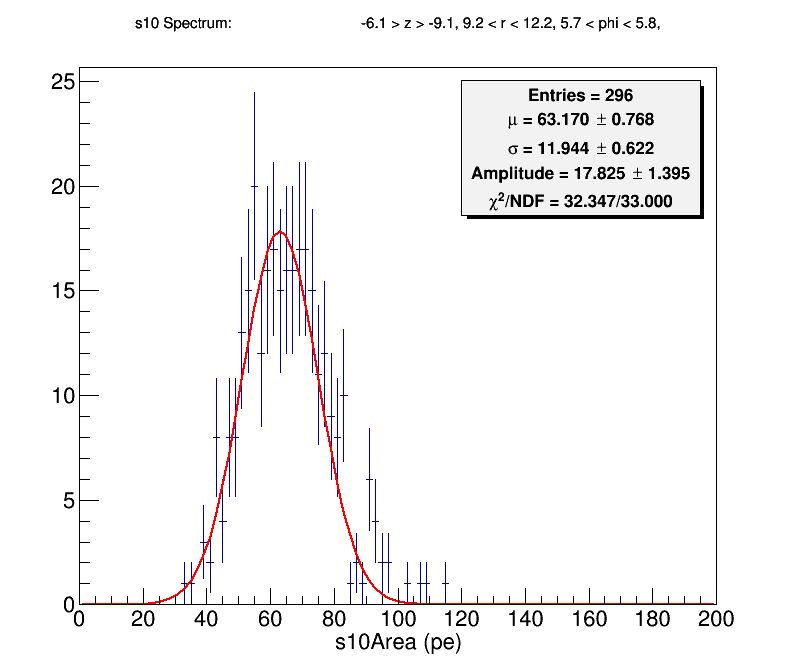 s10 Spectrum: -6.1 > z > -9.1, 9.2 < r < 12.2, 5.7 < phi < 5.8,
Entries = 296
μ = 63.170 ± 0.768
σ = 11.944 ± 0.622
Amplitude = 17.825 ± 1.395
χ²/NDF = 32.347/33.000
25
20
15
10
5
0
0 20 40 60 80 100 120 140 160 180 200
s10Area (pe)